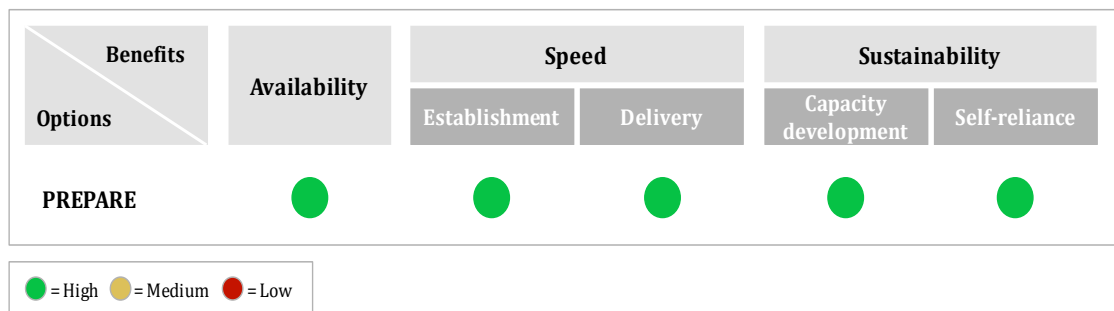 Benefits
Options
Availability
Speed
Sustainability
Establishment
Delivery
Capacity
development
Self-reliance
PREPARE
= High = Medium = Low